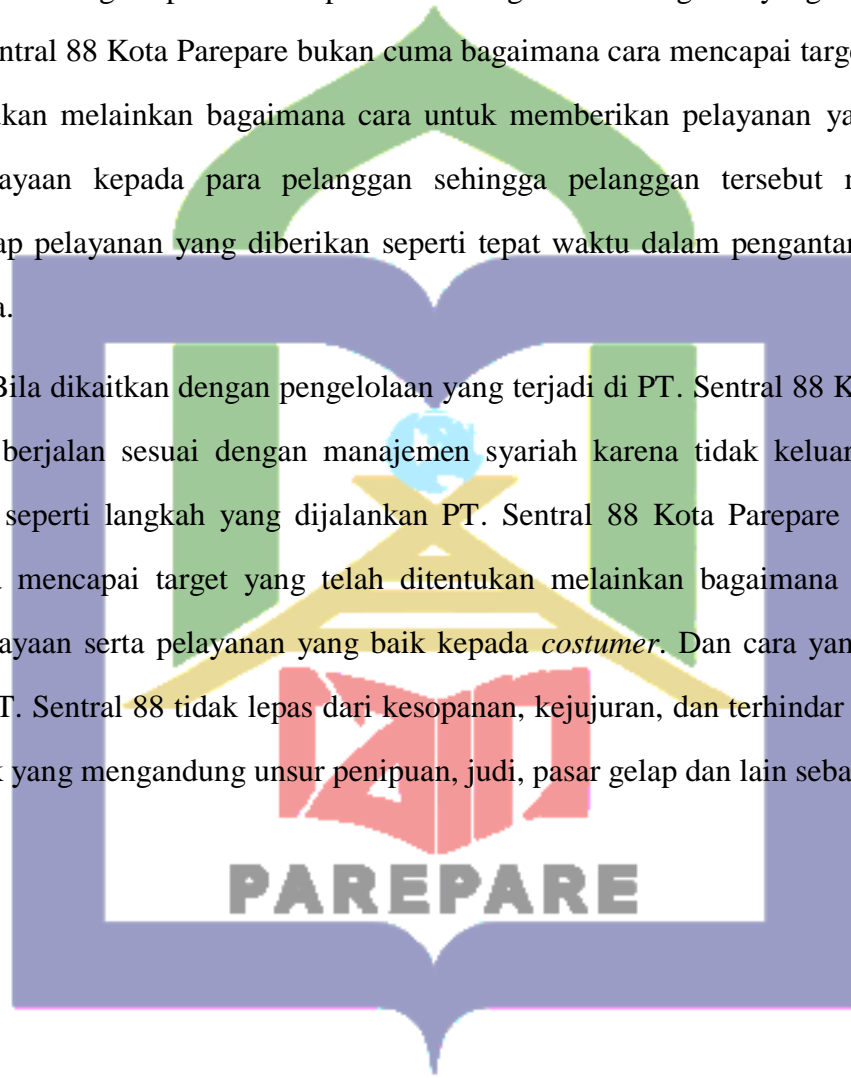 ntral 88 Kota Parepare bukan cuma bagaimana cara mencapai targe
ukan melainkan bagaimana cara untuk memberikan pelayanan ya
ayaan kepada para pelanggan sehingga pelanggan tersebut
ap pelayanan yang diberikan seperti tepat waktu dalam pengantar
a.
Bila dikaitkan dengan pengelolaan yang terjadi di PT. Sentral 88 K
berjalan sesuai dengan manajemen syariah karena tidak keluar
seperti langkah yang dijalankan PT. Sentral 88 Kota Parepare
mencapai target yang telah ditentukan melainkan bagaimana
ayaan serta pelayanan yang baik kepada costumer. Dan cara yan
T. Sentral 88 tidak lepas dari kesopanan, kejujuran, dan terhindar
k yang mengandung unsur penipuan, judi, pasar gelap dan lain seba
PAREPARE